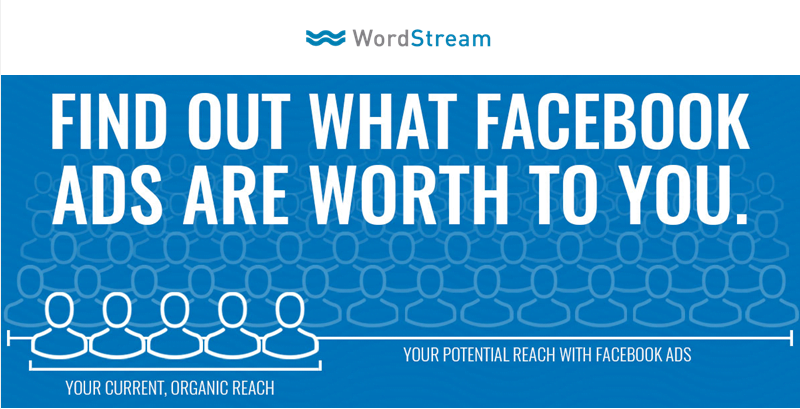 WordStream
FIND OUT WHAT FACEBOOK
ADS ARE WORTH TO YOU.
YOUR POTENTIAL REACH WITH FACEBOOK ADS
YOUR CURRENT, ORGANIC REACH